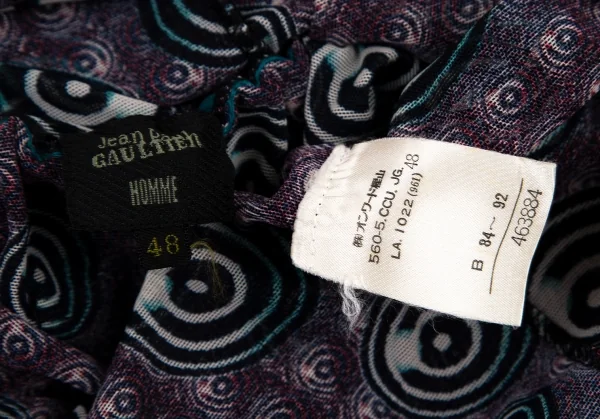 Jean Paul
GAULTIER
HOMME
48
(株)オンワード樫山
560-5.CCU, JG. 48
LA. 1022 (961)
B 84〜92
463884